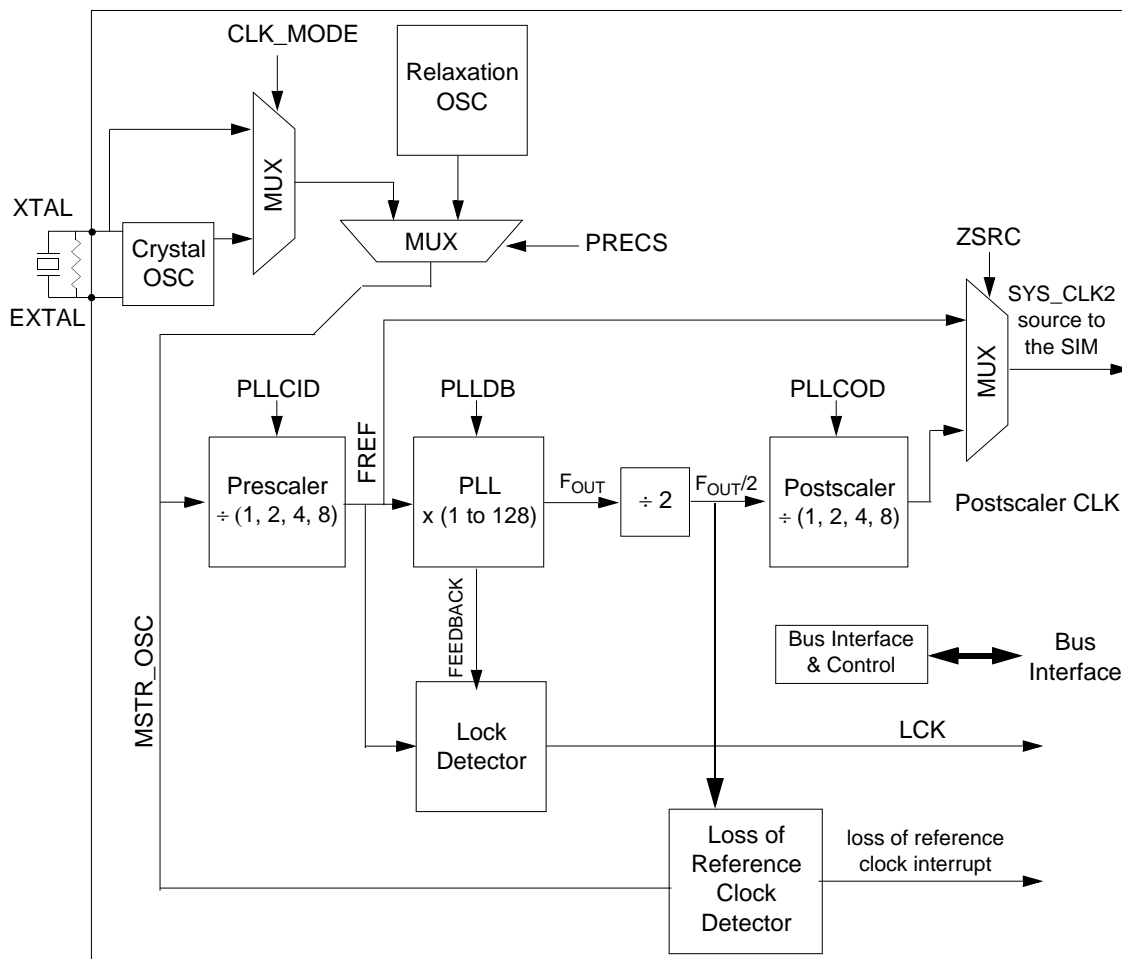 CLK_MODE
Relaxation
OSC
MUX
XTAL
Crystal
OSC
EXTAL
MUX
PRECS
ZSRC
SYS_CLK2
source to
the SIM
MUX
PLLCID
FREF
PLLDB
PLLCOD
Prescaler
÷ (1, 2, 4, 8)
PLL
x (1 to 128)
FOUT
÷ 2
FOUT/2
Postscaler
÷ (1, 2, 4, 8)
Postscaler CLK
MSTR_OSC
FEEDBACK
Bus Interface
& Control
Bus
Interface
Lock
Detector
LCK
Loss of
Reference
Clock
Detector
loss of reference
clock interrupt